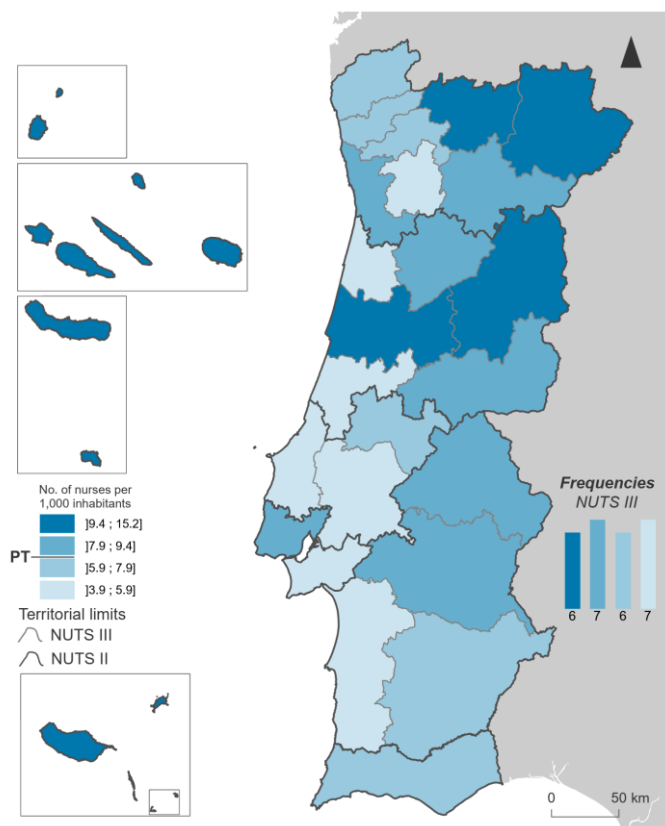 No. of nurses per
1,000 inhabitants
]9.4 ; 15.2]
]7.9 ; 9.4]
PT
]5.9 ; 7.9]
]3.9 ; 5.9]
Territorial limits
NUTS III
NUTS II
Frequencies
NUTS III
6 7 6 7
0 50 km